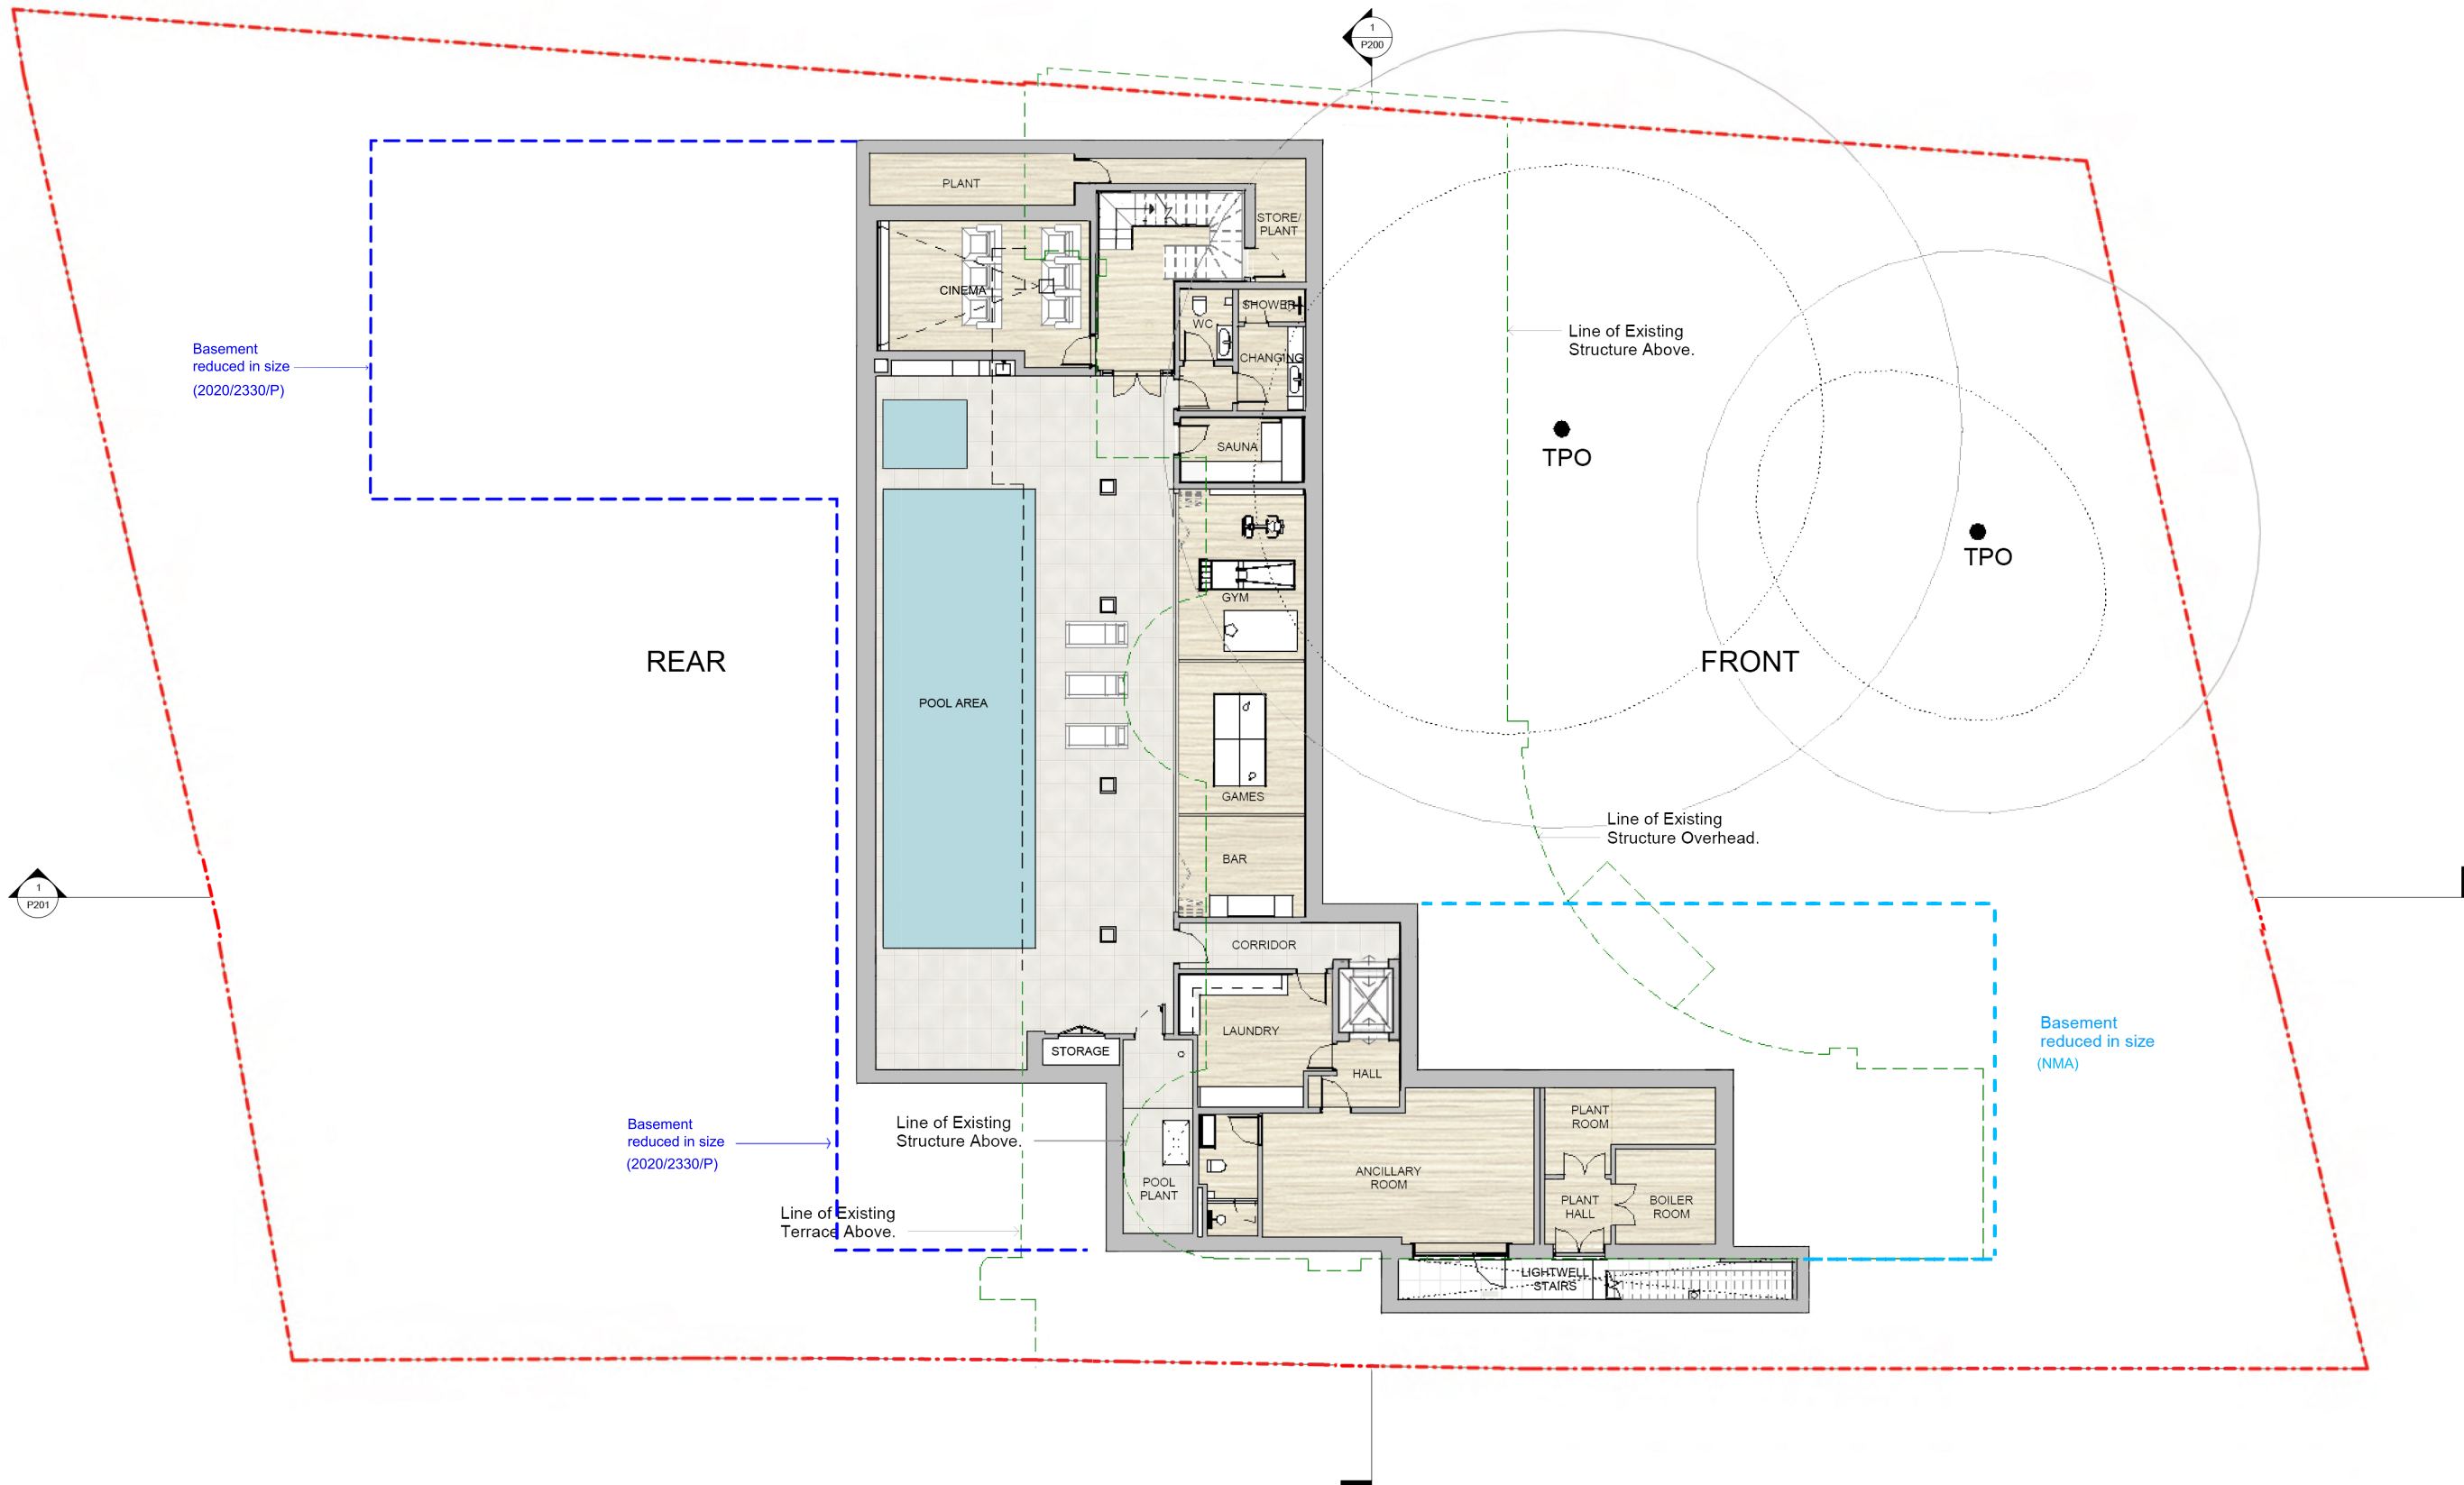 1
P200
PLANT
STORE/
PLANT
CINEMA
SHOWER
WC
CHANGING
Line of Existing
Structure Above.
Basement
reduced in size
(2020/2330/P)
SAUNA
TPO
TPO
GYM
REAR
FRONT
POOL AREA
GAMES
Line of Existing
Structure Overhead.
BAR
1
P201
CORRIDOR
LAUNDRY
STORAGE
HALL
Basement
reduced in size
(NMA)
Basement
reduced in size
(2020/2330/P)
Line of Existing
Structure Above.
PLANT
ROOM
ANCILLARY
ROOM
POOL
PLANT
PLANT
HALL
BOILER
ROOM
Line of Existing
Terrace Above.
LIGHTWELL
STAIRS